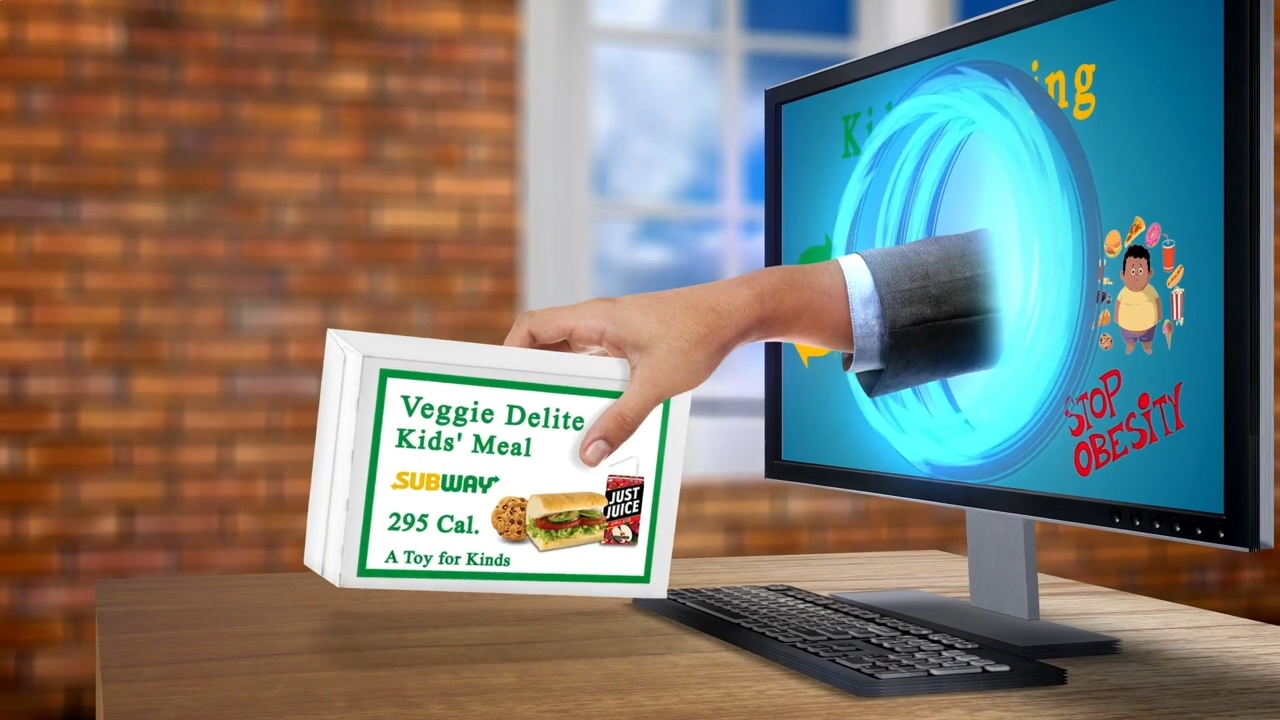 Veggie Delite
Kids' Meal
SUBWAY
295 Cal.
A Toy for Kinds
JUST
JUICE
STOP
OBESITY